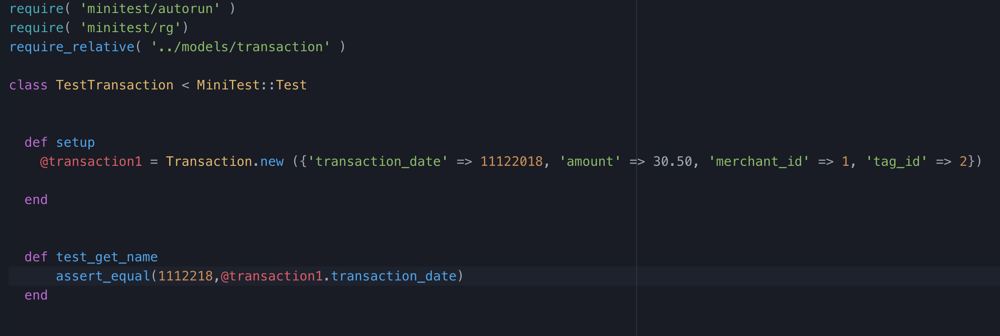 require( 'minitest/autorun' )
require( 'minitest/rg')
require_relative( '../models/transaction' )
class TestTransaction < MiniTest::Test
def setup
@transaction1 = Transaction.new ({'transaction_date' => 11122018, 'amount' => 30.50, 'merchant_id' => 1, 'tag_id' => 2})
end
def test_get_name
assert_equal(1112218,@transaction1.transaction_date)
end